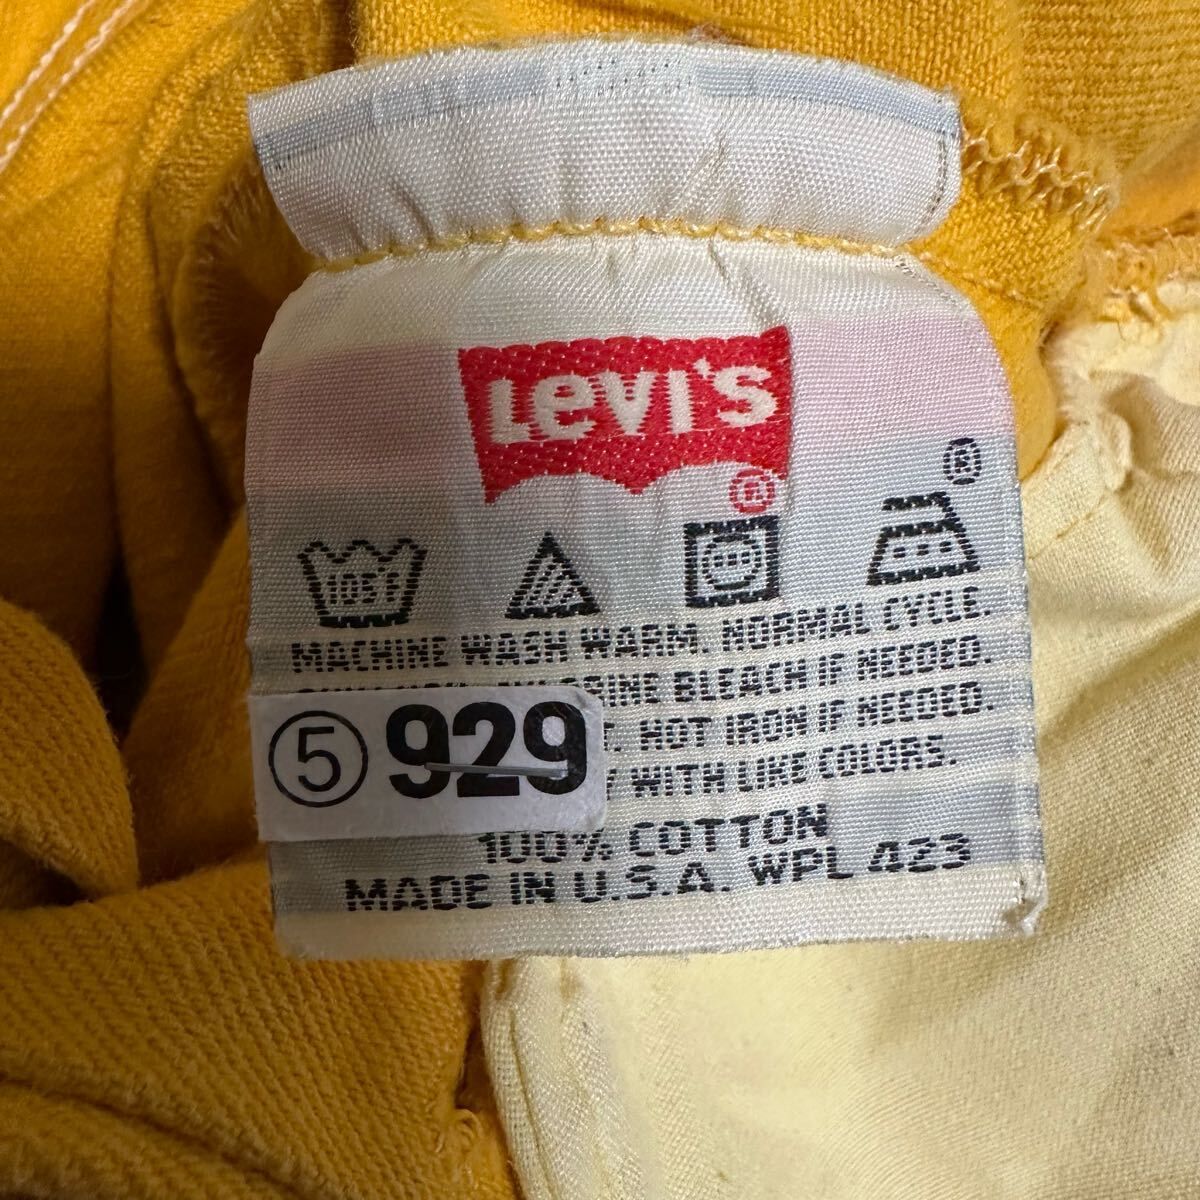 LEVI'S
®
®
105°F
MACHINE WASH WARM. NORMAL CYCLE.
BLEACH IF NEEDED.
HOT IRON IF NEEDED.
WITH LIKE COLORS.
⑤ 929
100% COTTON
MADE IN U.S.A. WPL 423